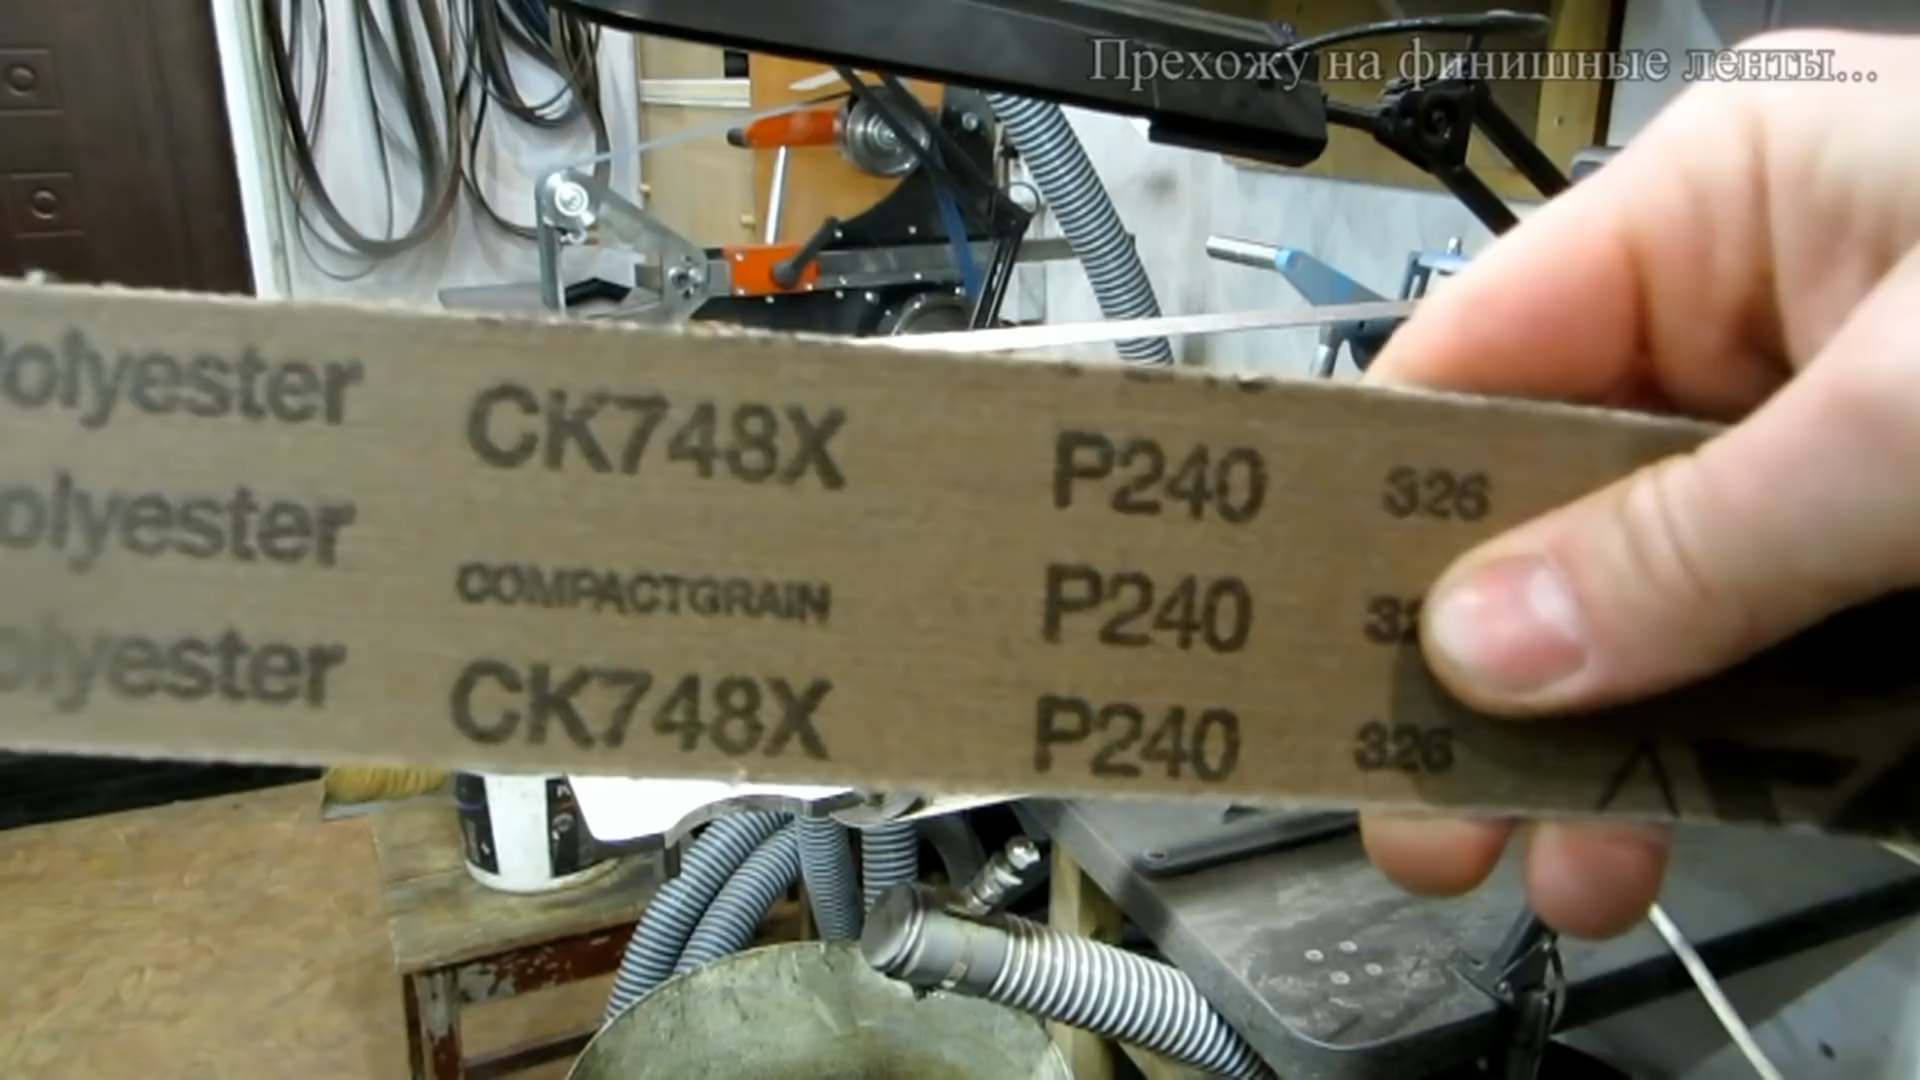 Прехожу на финишные ленты...
olyester CK748X P240 326
olyester COMPACTGRAIN P240
olyester CK748X P240 326